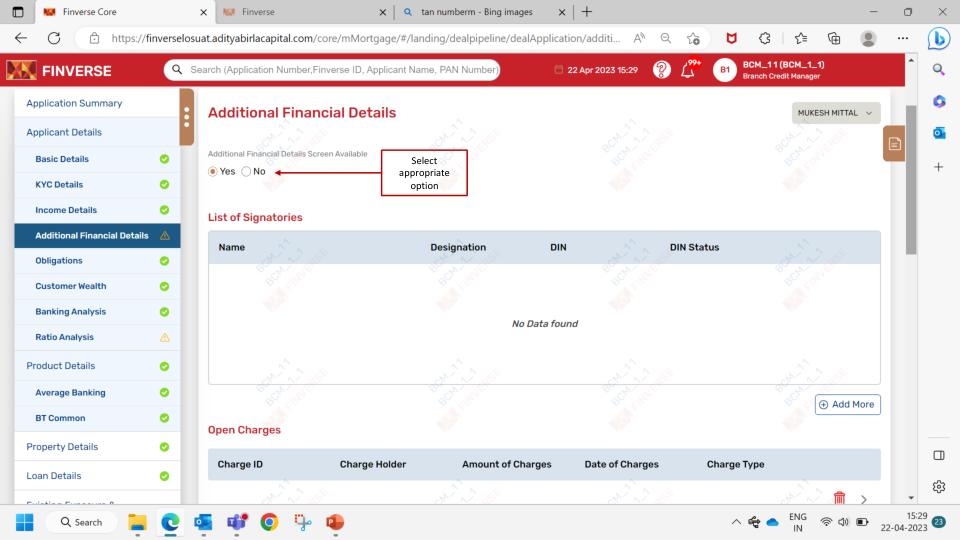 Finverse Core
Finverse
tan numberm - Bing images
https://finverselosuat.adityabirlacapital.com/core/mMortgage/#/landing/dealpipeline/dealApplication/additi...
FINVERSE
Search (Application Number,Finverse ID, Applicant Name, PAN Number)
22 Apr 2023 15:29
99+
B1
BCM_11 (BCM_1_1)
Branch Credit Manager
Application Summary
Applicant Details
Basic Details
KYC Details
Income Details
Additional Financial Details
Obligations
Customer Wealth
Banking Analysis
Ratio Analysis
Product Details
Average Banking
BT Common
Property Details
Loan Details
Additional Financial Details
MUKESH MITTAL
Additional Financial Details Screen Available
Yes No
Select
appropriate
option
List of Signatories
Name Designation DIN DIN Status
No Data found
Add More
Open Charges
Charge ID Charge Holder Amount of Charges Date of Charges Charge Type
BCM_11
BCM_1_1
FINVERSE
Search
ENG
IN
15:29
22-04-2023
23